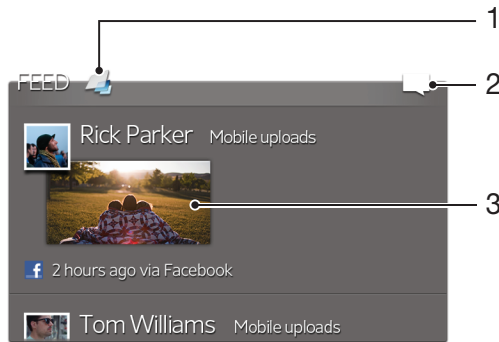 1
FEED
2
Rick Parker Mobile uploads
3
f 2 hours ago via Facebook
Tom Williams Mobile uploads